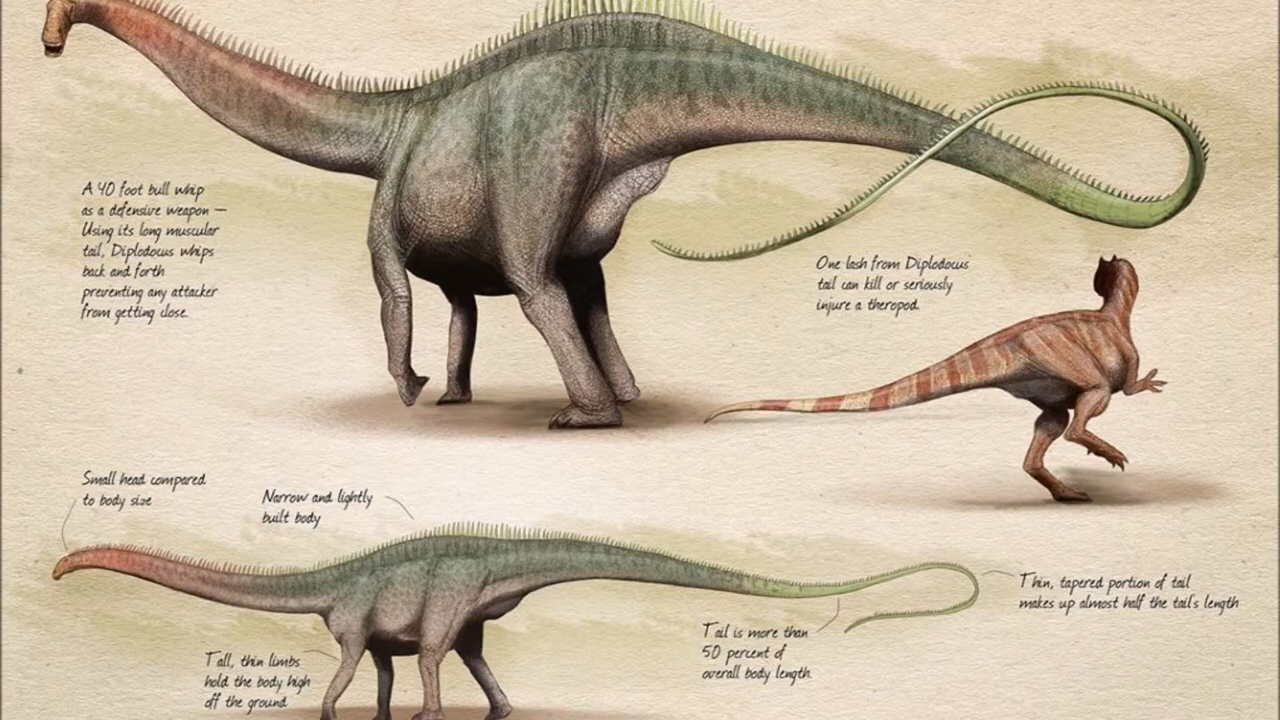 A 40 foot bull whip
as a defensive weapon —
Using its long muscular
tail, Diplodocus whips
back and forth
preventing any attacker
from getting close.
One lash from Diplodocus'
tail can kill or seriously
injure a theropod.
Small head compared
to body size
Narrow and lightly
built body
Thin, tapered portion of tail
makes up almost half the tail's length
Tail is more than
50 percent of
overall body length.
Tall, thin limbs
hold the body high
off the ground